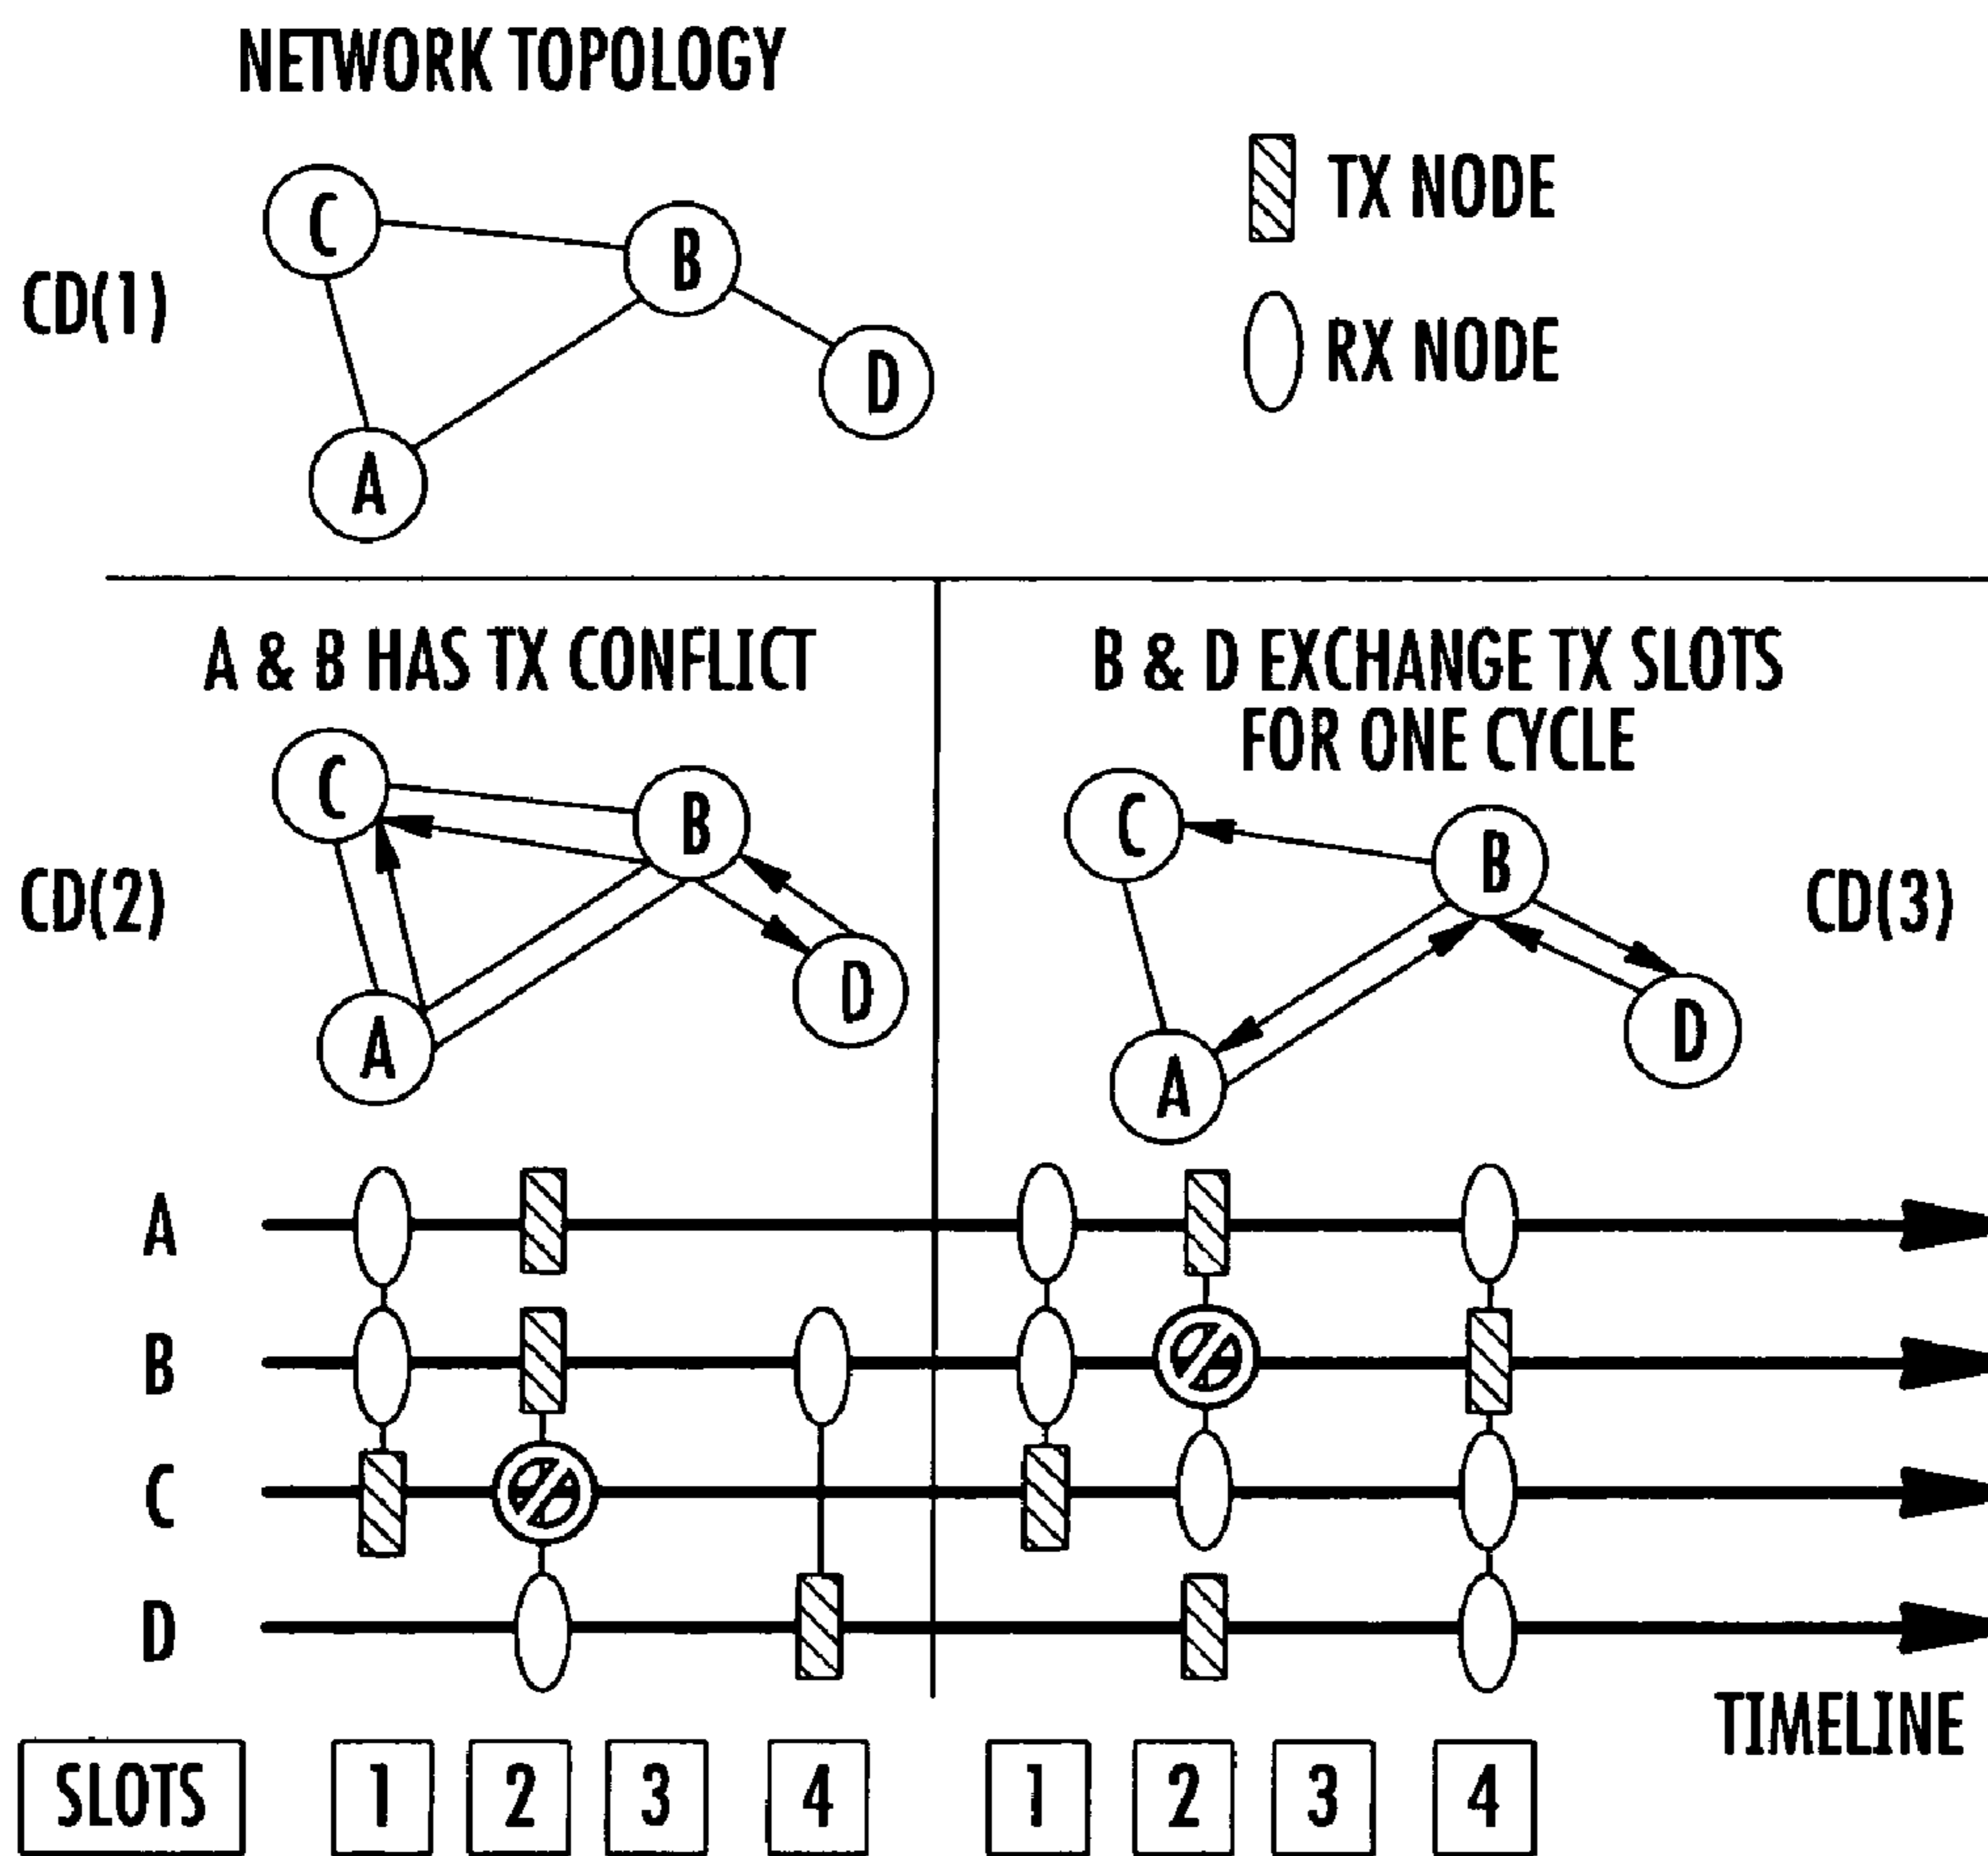 NETWORK TOPOLOGY
CD(1)
C
B
D
A
TX NODE
RX NODE
A & B HAS TX CONFLICT
B & D EXCHANGE TX SLOTS
FOR ONE CYCLE
CD(2)
C
B
D
A
C
B
D
A
CD(3)
A
B
C
D
TIMELINE
SLOTS 1 2 3 4 1 2 3 4